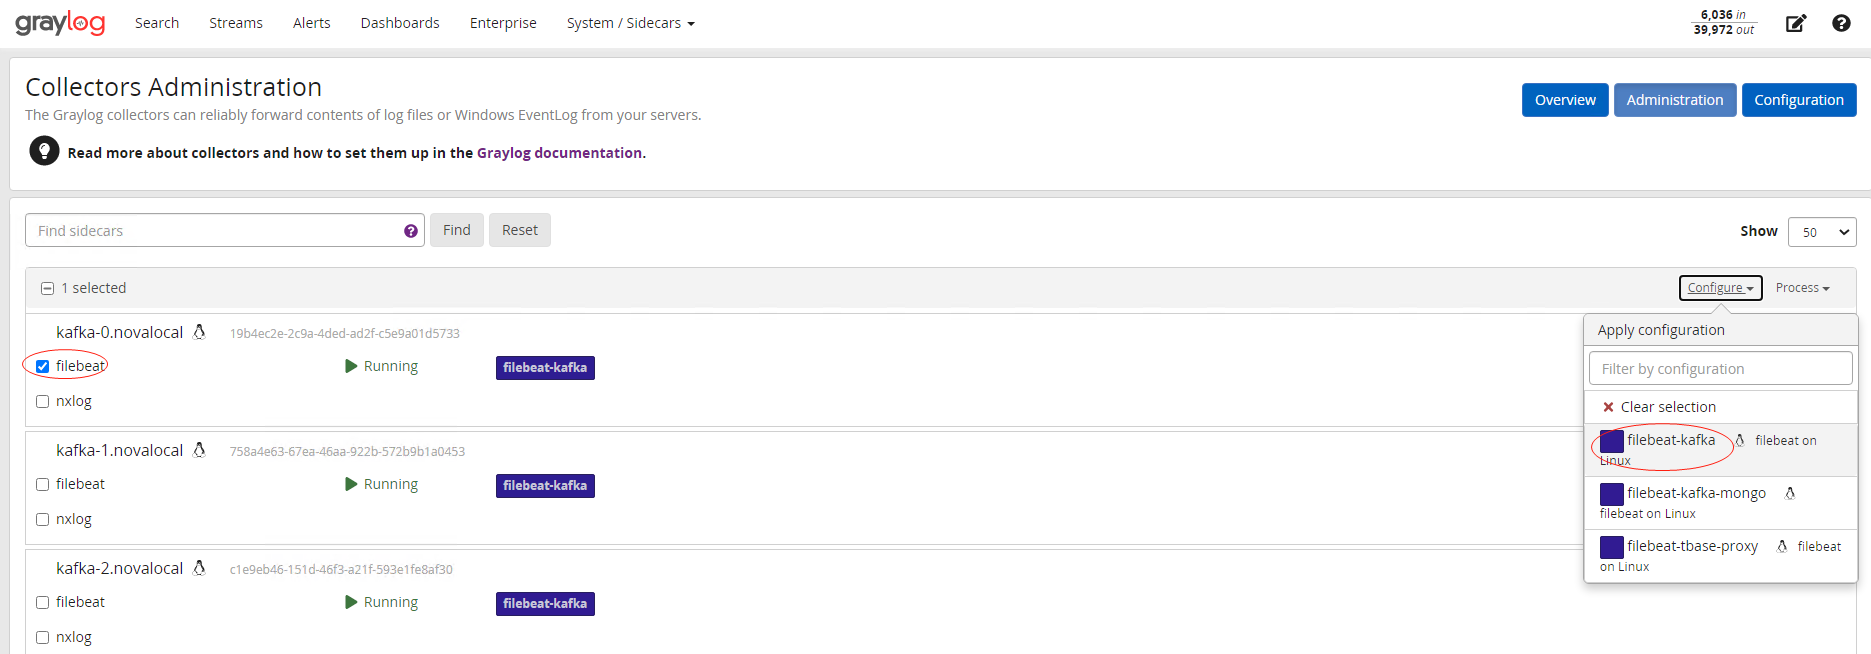 graylog Search Streams Alerts Dashboards Enterprise System / Sidecars 6,036 in
39,972 out
Collectors Administration
The Graylog collectors can reliably forward contents of log files or Windows EventLog from your servers.
Overview Administration Configuration
Read more about collectors and how to set them up in the Graylog documentation.
Find sidecars Find Reset Show 50
1 selected Configure Process
kafka-0.novalocal 19b4ec2e-2c9a-4ded-ad2f-c5e9a01d5733
filebeat Running filebeat-kafka
nxlog
kafka-1.novalocal 758a4e63-67ea-46aa-922b-572b9b1a0453
filebeat Running filebeat-kafka
nxlog
kafka-2.novalocal c1e9eb46-151d-46f3-a21f-593e1fe8af30
filebeat Running filebeat-kafka
nxlog
Apply configuration
Filter by configuration
Clear selection
filebeat-kafka filebeat on
Linux
filebeat-kafka-mongo
filebeat on Linux
filebeat-tbase-proxy filebeat
on Linux